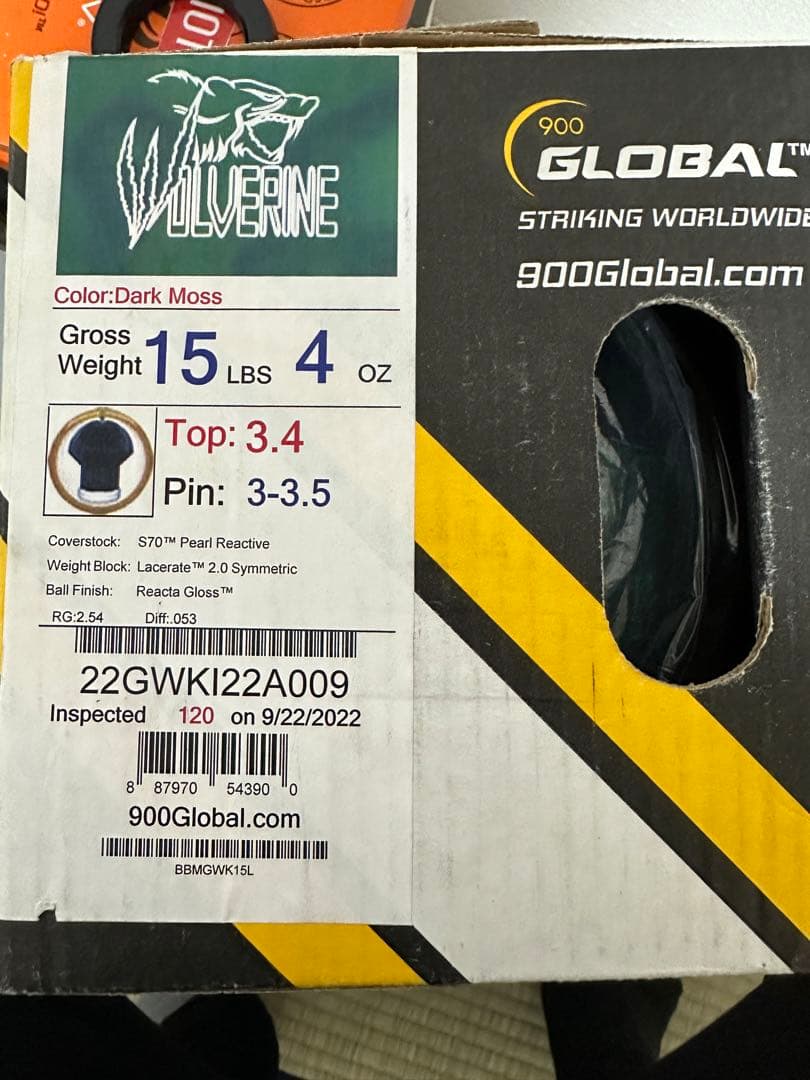 WOLVERINE
Color:Dark Moss
Gross Weight 15 LBS 4 OZ
Top: 3.4
Pin: 3-3.5
Coverstock: S70™ Pearl Reactive
Weight Block: Lacerate™ 2.0 Symmetric
Ball Finish: Reacta Gloss™
RG:2.54 Diff:.053
22GWKI22A009
Inspected 120 on 9/22/2022
8 87970 54390 0
900Global.com
BBMGWK15L
900
GLOBAL™
STRIKING WORLDWIDE
900Global.com